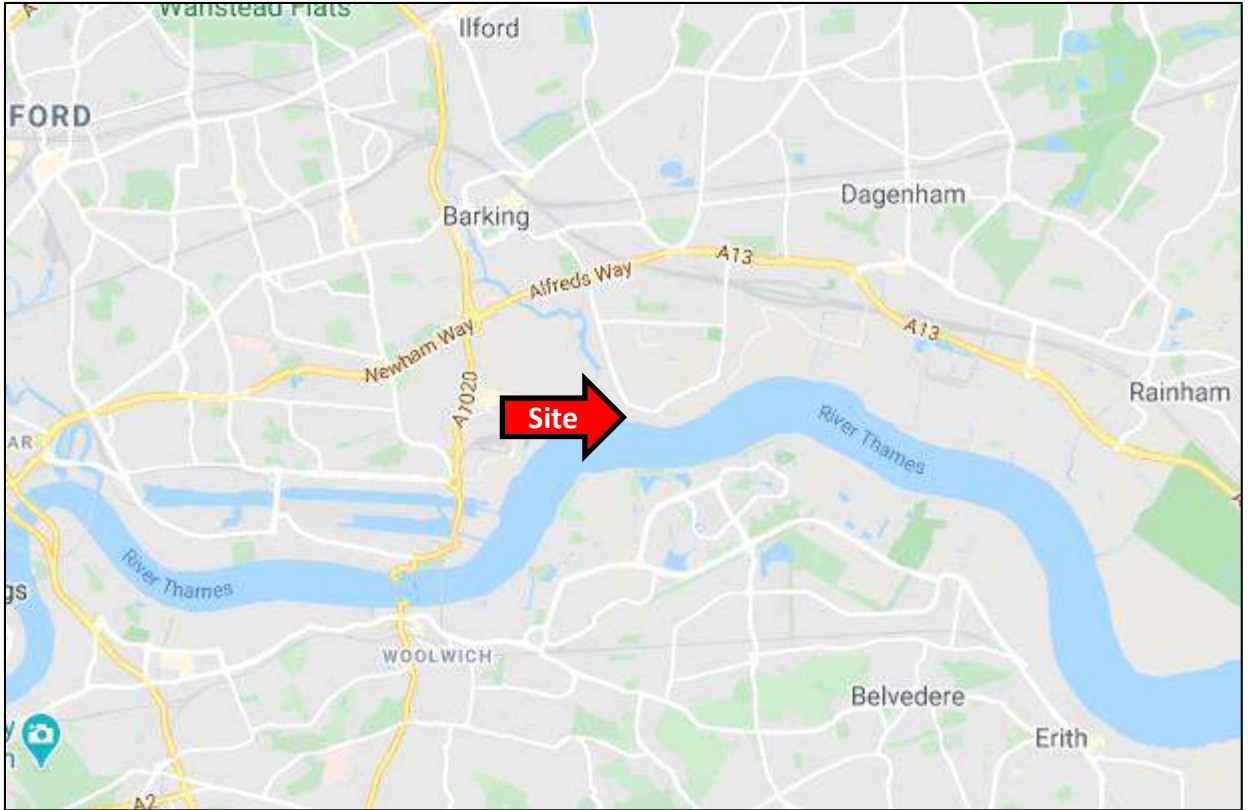 Wanstead Flats
Ilford
FORD
Dagenham
Barking
A13
Alfreds Way
A13
Newham Way
Rainham
A1020
Site
River Thames
AR
River Thames
gs
WOOLWICH
Belvedere
Erith
y
n
A2